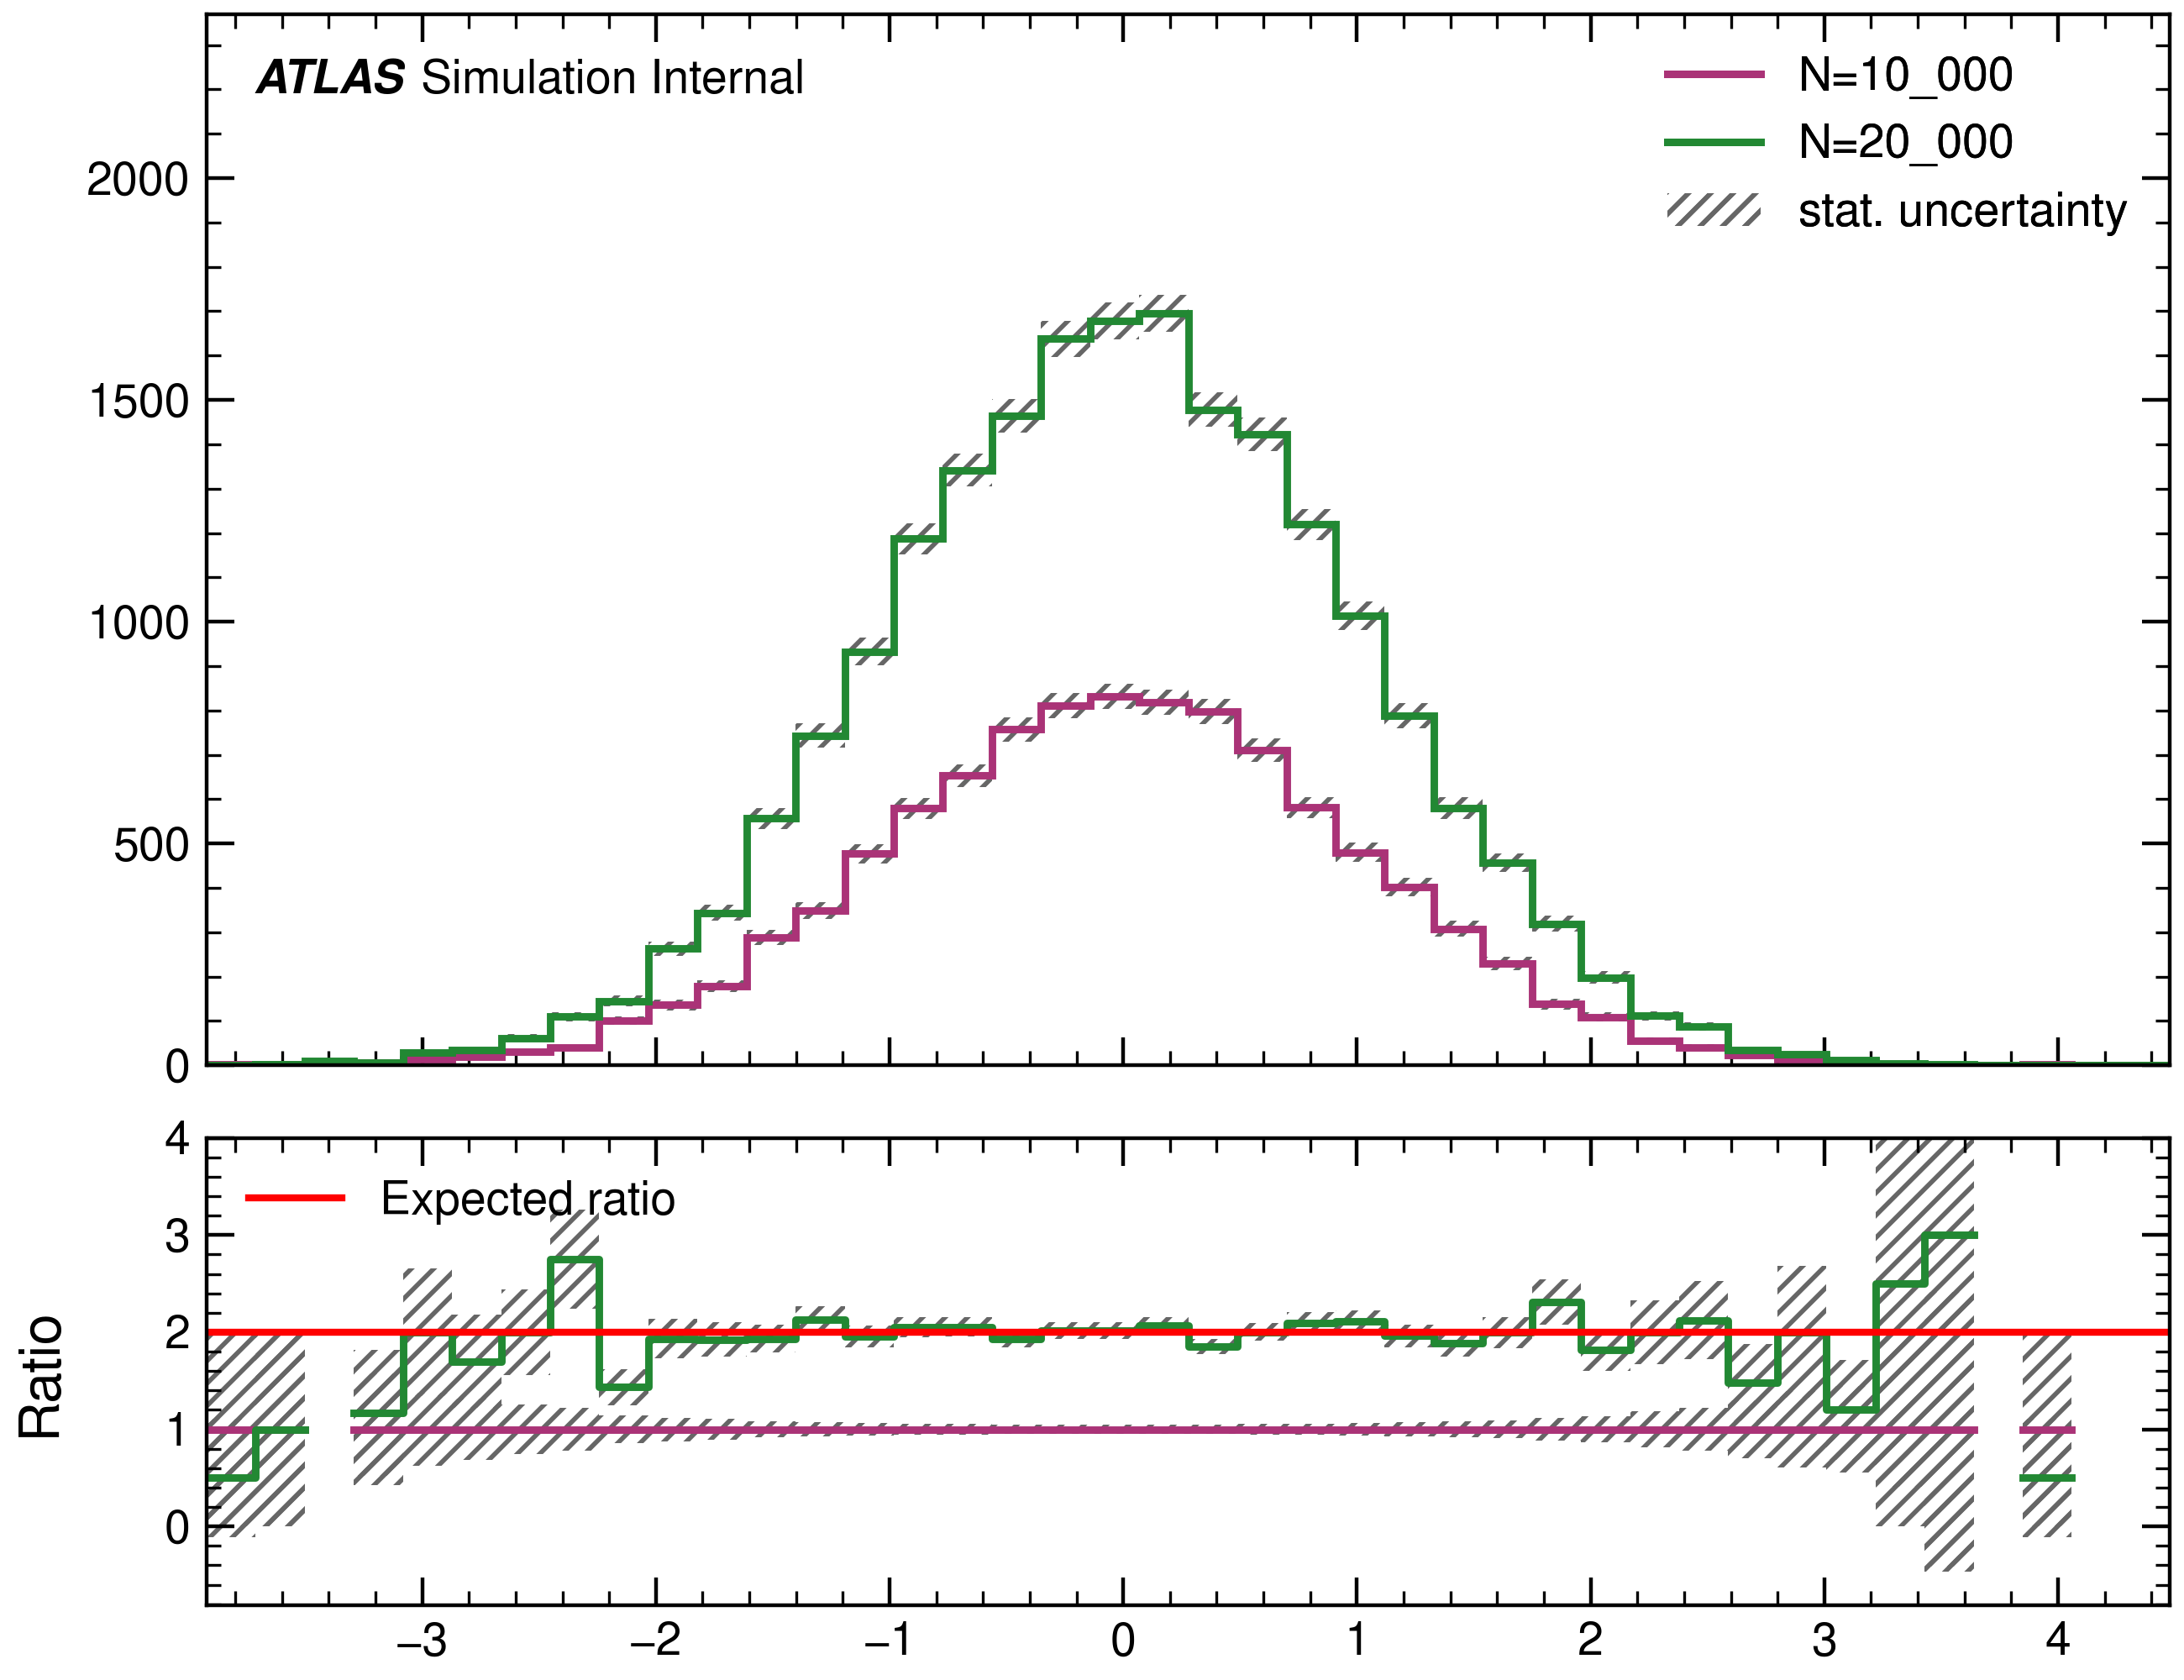 ATLAS Simulation Internal
N=10_000
N=20_000
stat. uncertainty
2000
1500
1000
500
0
Expected ratio
4
3
2
1
0
Ratio
−3 −2 −1 0 1 2 3 4